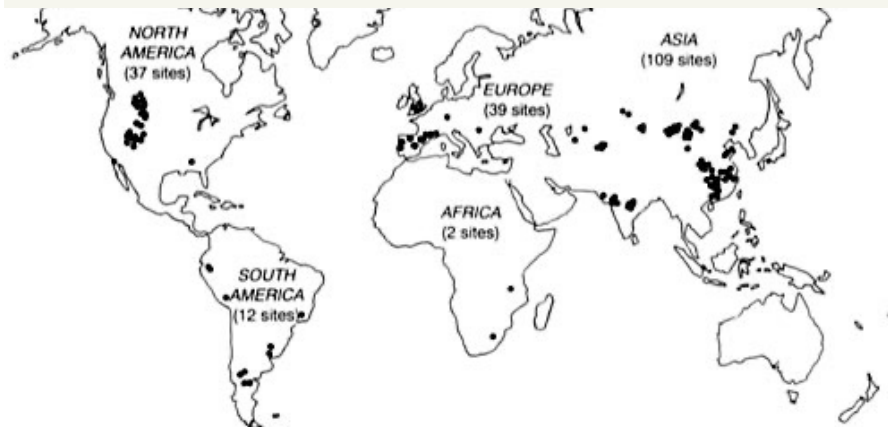 NORTH
AMERICA
(37 sites)
ASIA
(109 sites)
EUROPE
(39 sites)
AFRICA
(2 sites)
SOUTH
AMERICA
(12 sites)